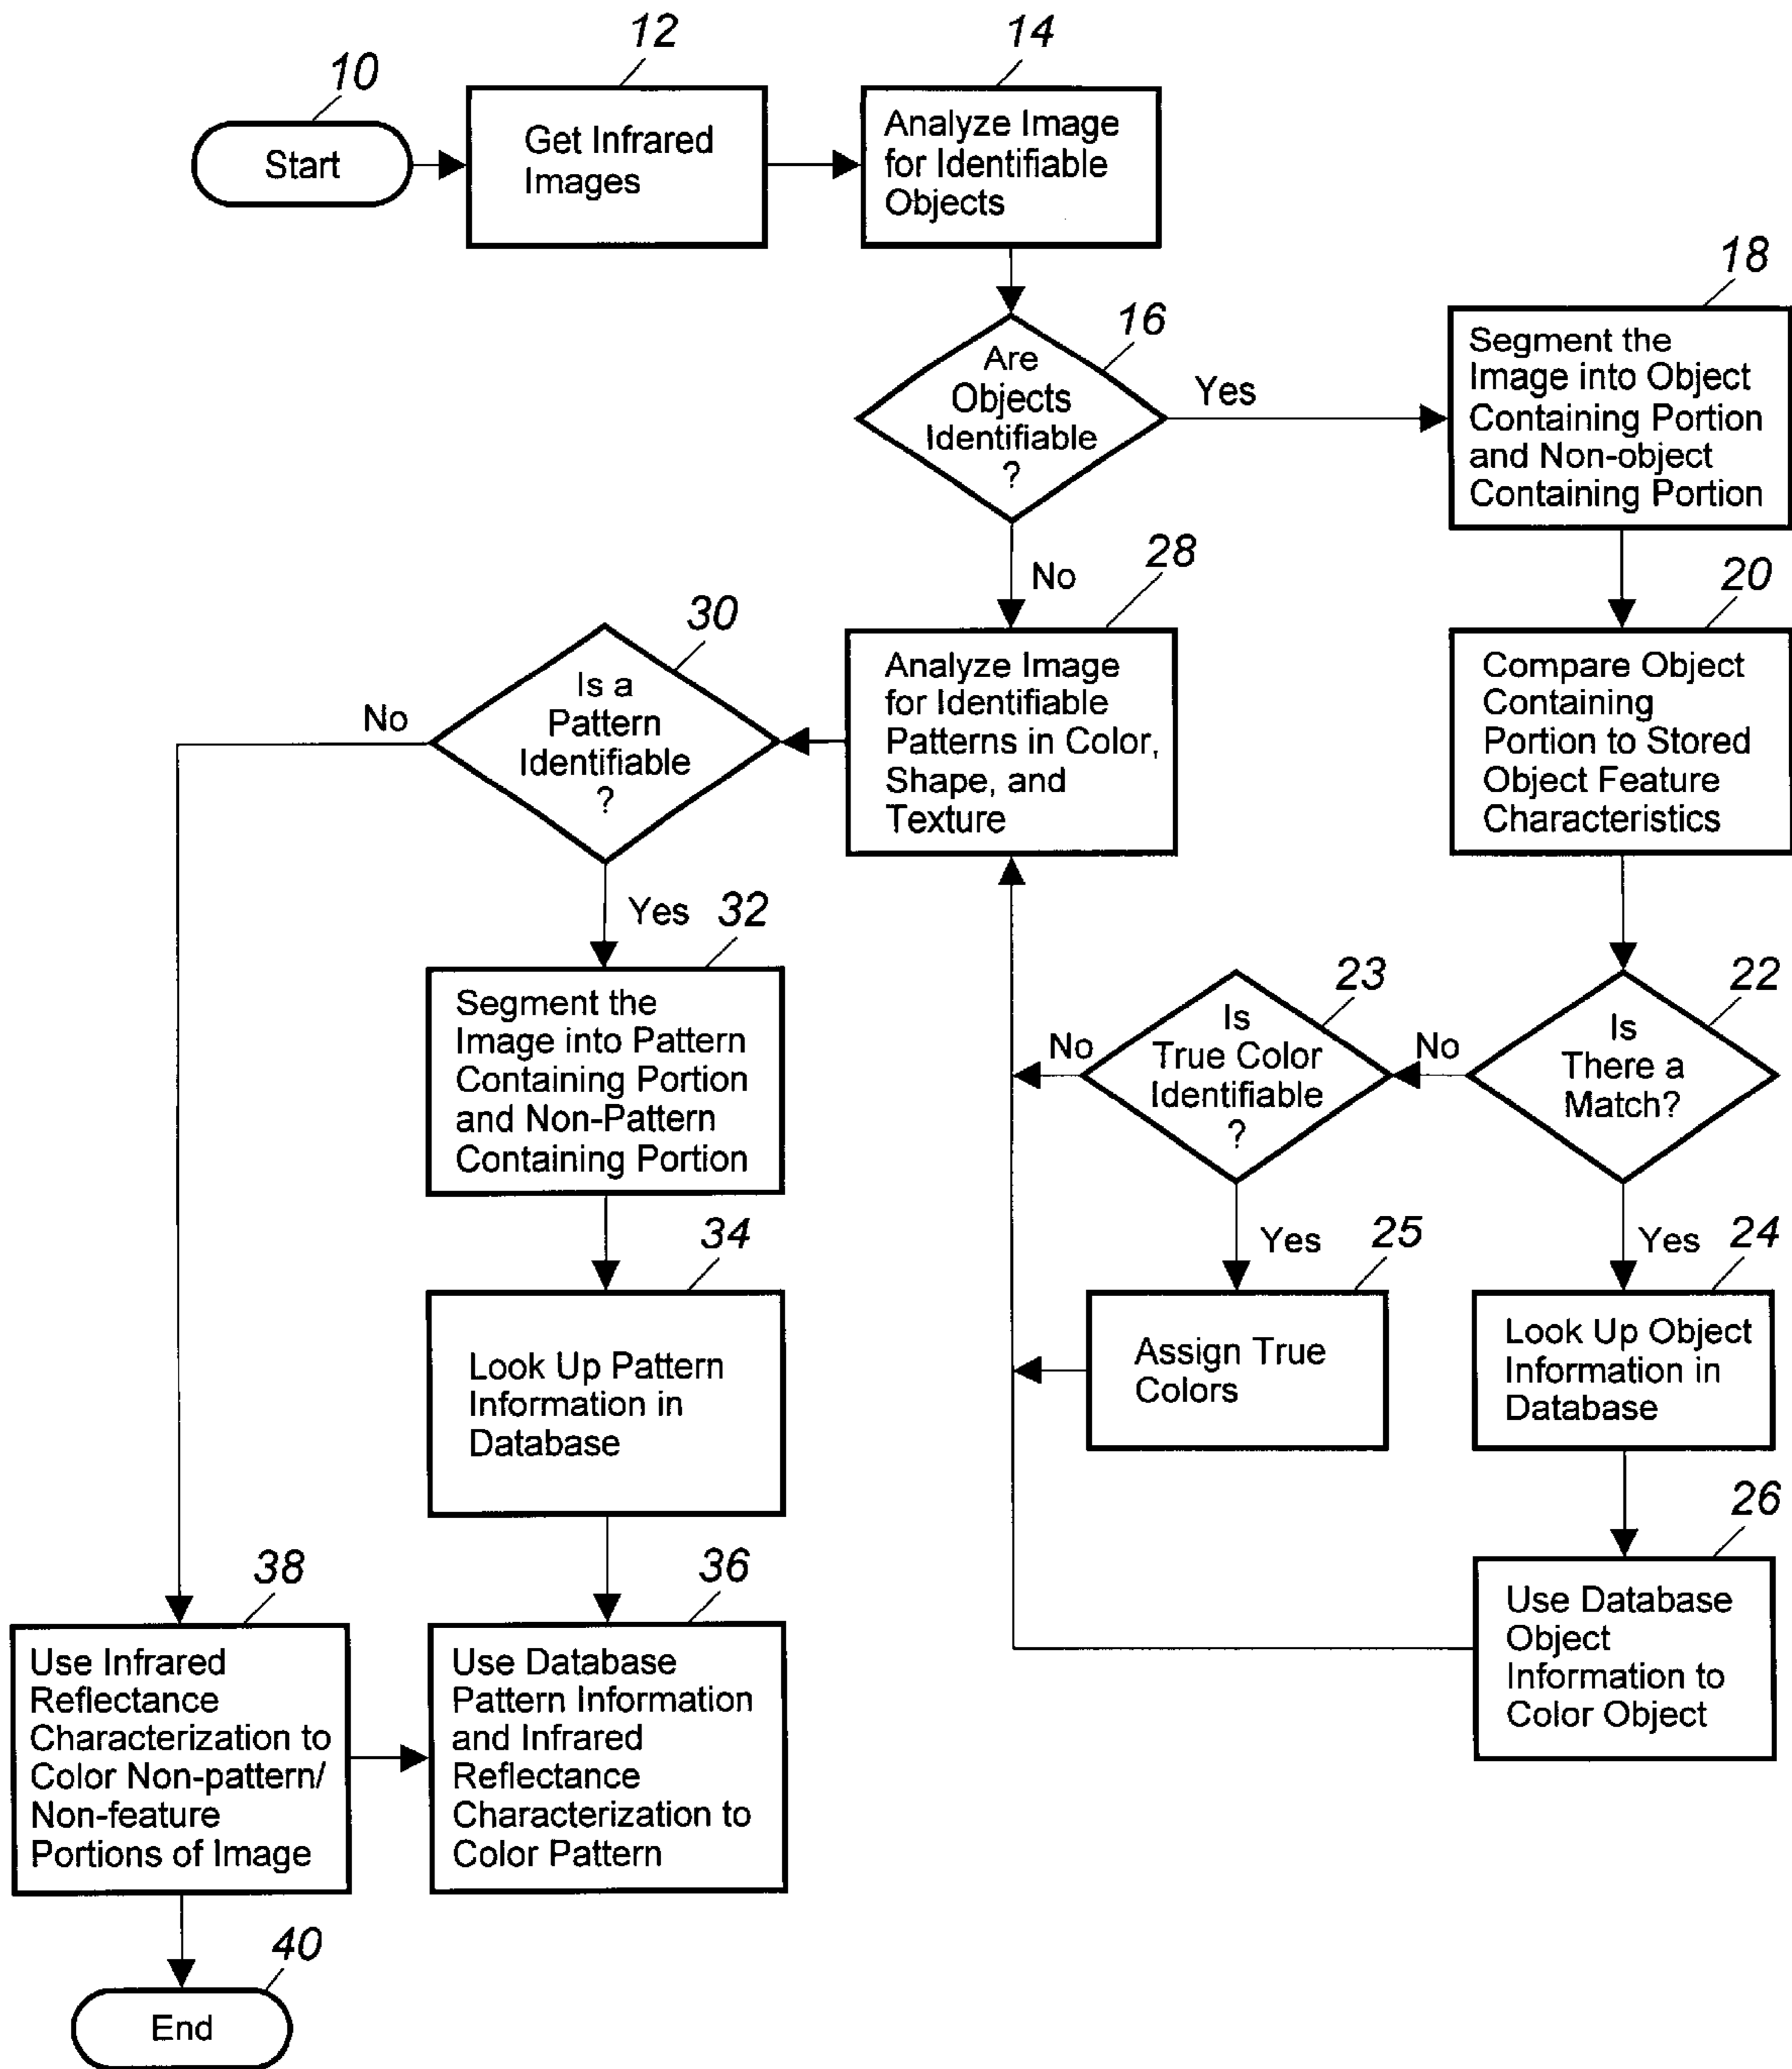 10
Start
12
Get Infrared
Images
14
Analyze Image
for Identifiable
Objects
16
Are
Objects
Identifiable
?
Yes
No
18
Segment the
Image into Object
Containing Portion
and Non-object
Containing Portion
20
Compare Object
Containing
Portion to Stored
Object Feature
Characteristics
22
Is
There a
Match?
No
Yes
23
Is
True Color
Identifiable
?
No
Yes
25
Assign True
Colors
24
Look Up Object
Information in
Database
26
Use Database
Object
Information to
Color Object
28
Analyze Image
for Identifiable
Patterns in Color,
Shape, and
Texture
30
Is a
Pattern
Identifiable
?
No
Yes
32
Segment the
Image into Pattern
Containing Portion
and Non-Pattern
Containing Portion
34
Look Up Pattern
Information in
Database
36
Use Database
Pattern Information
and Infrared
Reflectance
Characterization to
Color Pattern
38
Use Infrared
Reflectance
Characterization to
Color Non-pattern/
Non-feature
Portions of Image
40
End